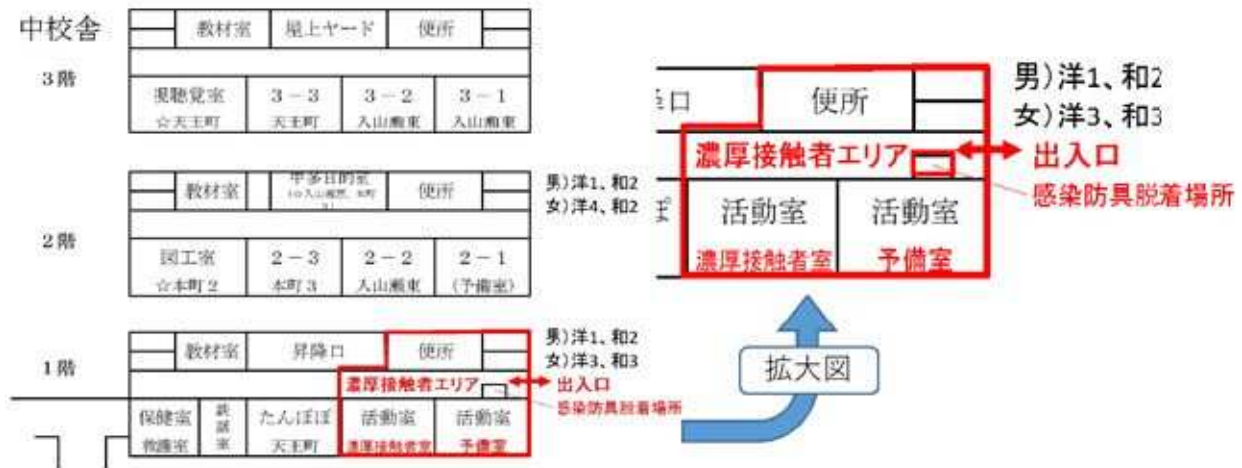 中校舎
3階
教材室 屋上ヤード 便所
視聴覚室 3-3 3-2 3-1
☆天王町 天王町 入山瀬東 入山瀬東
2階
教材室 中多目的室 便所
男)洋1、和2
女)洋4、和2
図工室 2-3 2-2 2-1
☆本町2 本町3 入山瀬東 (予備室)
1階
教材室 昇降口 便所
男)洋1、和2
女)洋3、和3
濃厚接触者エリア 出入口
感染防具脱着場所
保健室 たんぽぽ 活動室 活動室
救護室 天王町 濃厚接触者室 予備室
男)洋1、和2
女)洋3、和3
降口 便所
濃厚接触者エリア 出入口
感染防具脱着場所
活動室 活動室
濃厚接触者室 予備室
拡大図